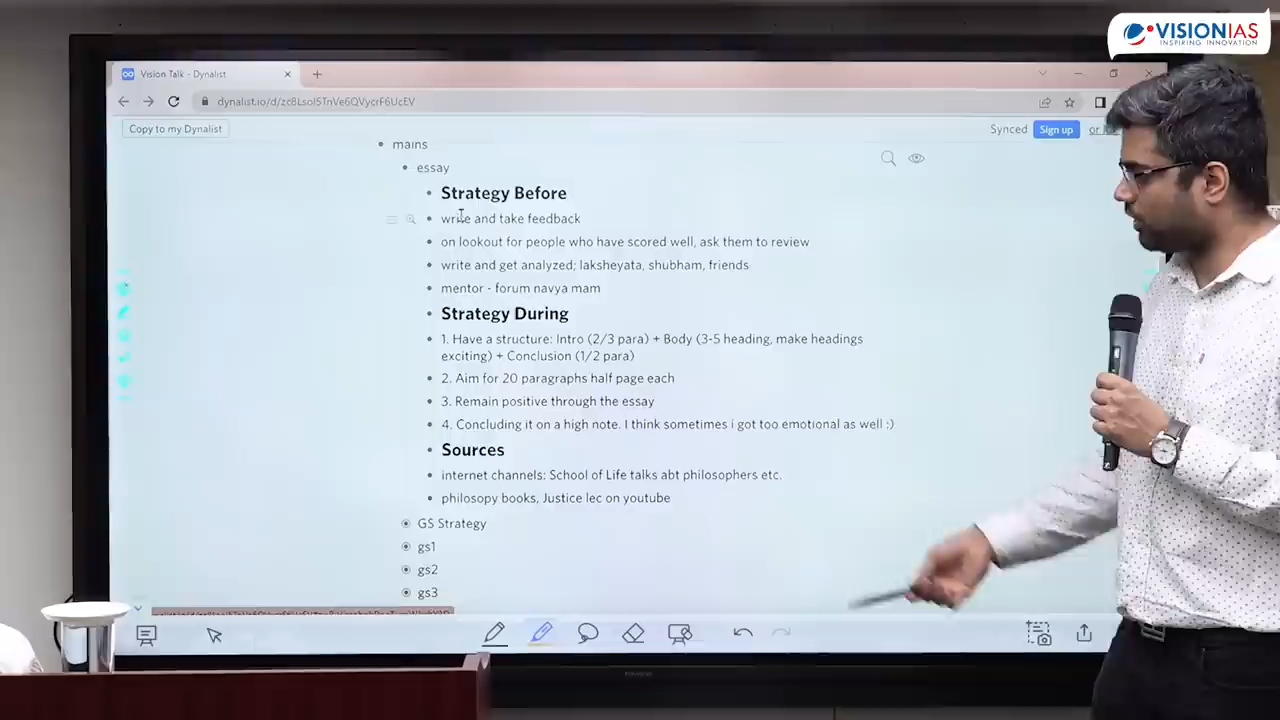 VISIONIAS
INSPIRING INNOVATION
Vision Talk - Dynalist
dynalist.io/d/zc8LsoI5TnVe6QVycrF6UcEV
Copy to my Dynalist
Synced
Sign up
or
mains
essay
Strategy Before
write and take feedback
on lookout for people who have scored well, ask them to review
write and get analyzed; laksheyata, shubham, friends
mentor - forum navya mam
Strategy During
1. Have a structure: Intro (2/3 para) + Body (3-5 heading, make headings
exciting) + Conclusion (1/2 para)
2. Aim for 20 paragraphs half page each
3. Remain positive through the essay
4. Concluding it on a high note. I think sometimes i got too emotional as well :)
Sources
internet channels: School of Life talks abt philosophers etc.
philosopy books, Justice lec on youtube
GS Strategy
gs1
gs2
gs3